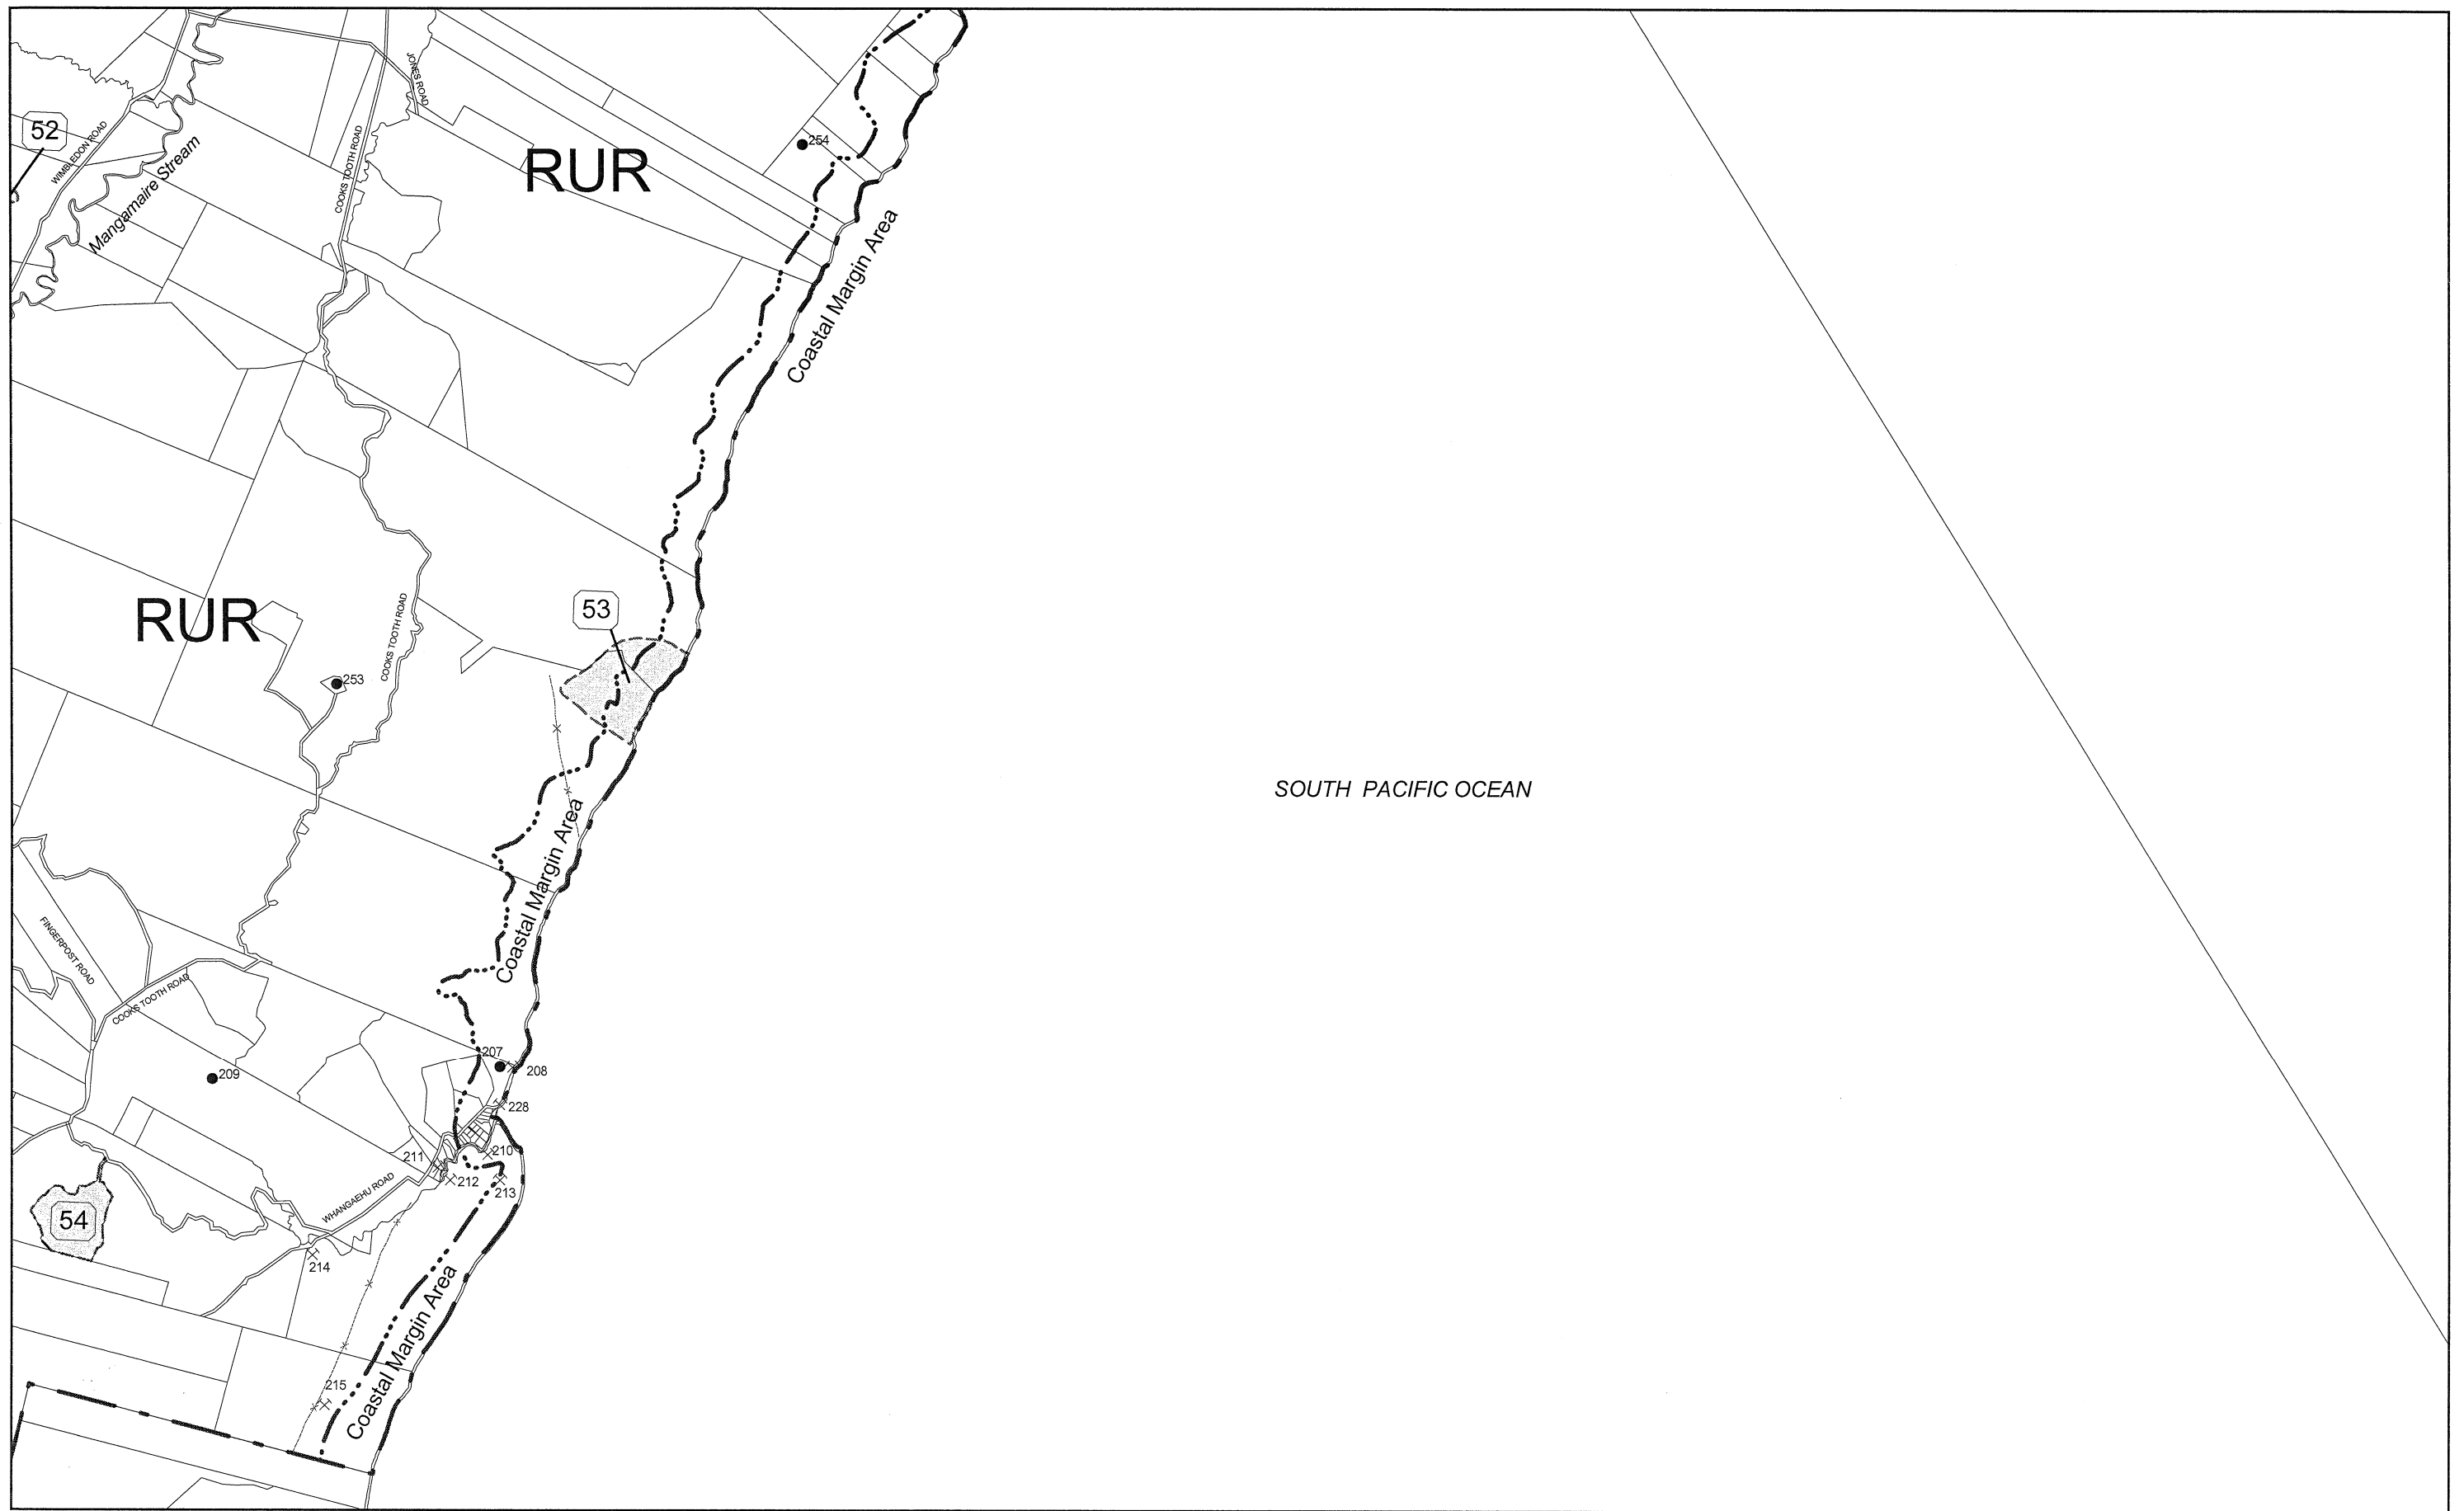 JONES ROAD
52
WIMBLEDON ROAD
254
COOKS TOOTH ROAD
RUR
Mangamaire Stream
Coastal Margin Area
53
RUR
COOKS TOOTH ROAD
253
SOUTH PACIFIC OCEAN
Coastal Margin Area
FINGERPOST ROAD
COOKS TOOTH ROAD
207
208
209
228
210
211
212
213
WHANGAEHU ROAD
54
214
Coastal Margin Area
215